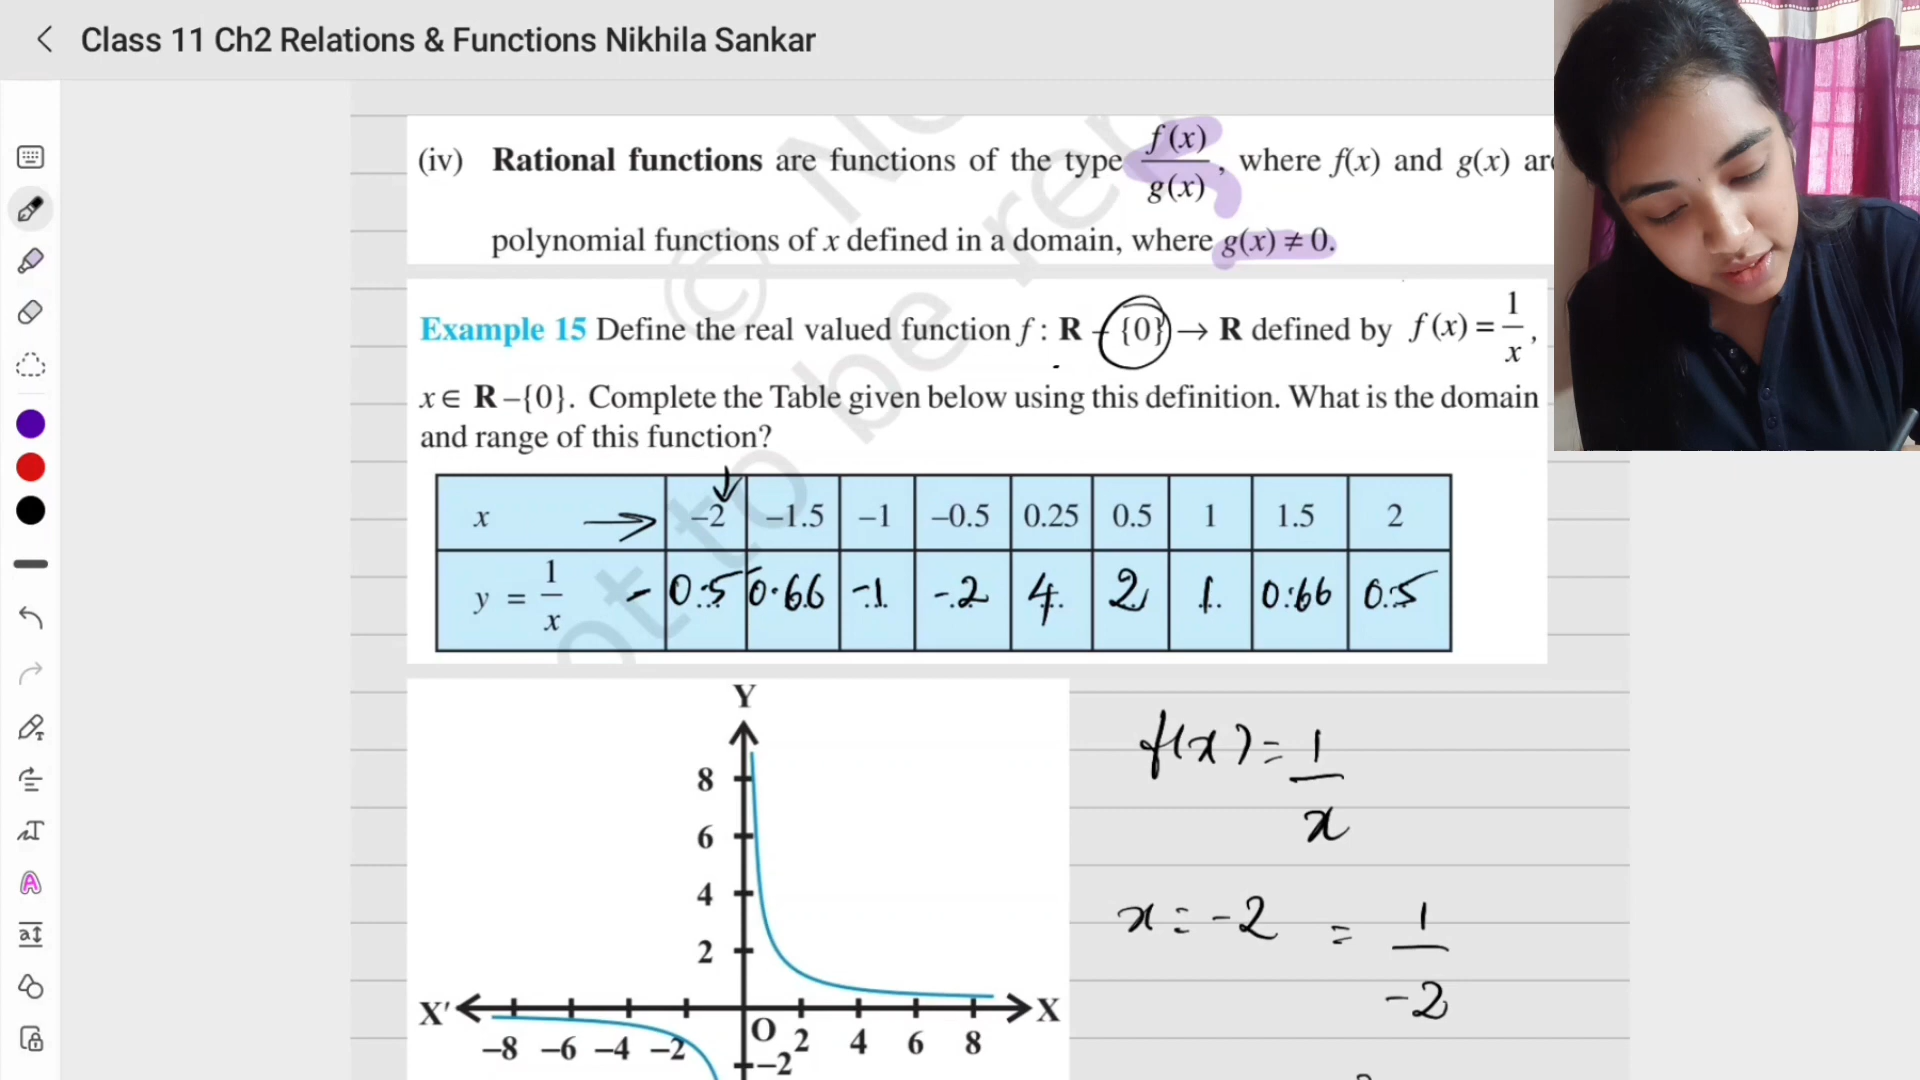 Class 11 Ch2 Relations & Functions Nikhila Sankar
(iv) Rational functions are functions of the type f(x)/g(x), where f(x) and g(x) are
polynomial functions of x defined in a domain, where g(x) ≠ 0.
Example 15 Define the real valued function f : R – {0} → R defined by f(x) = 1/x,
x ∈ R –{0}. Complete the Table given below using this definition. What is the domain
and range of this function?
x → –2 –1.5 –1 –0.5 0.25 0.5 1 1.5 2
y = 1/x -0.5 -0.66 -1 -2 4 2 1 0.66 0.5
Y
8
6
4
2
X′ X
O
–8 –6 –4 –2 2 4 6 8
–2
f(x) = 1/x
x = -2 = 1/-2